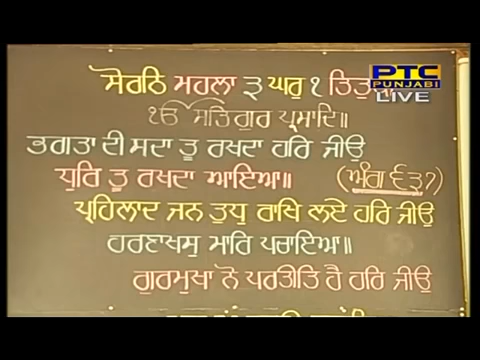 ਸੋਰਠਿ ਮਹਲਾ ੩ ਘਰੁ ੧ ਤਿਤੁਕੀ
PTC
PUNJABI
LIVE
ੴ ਸਤਿਗੁਰ ਪ੍ਰਸਾਦਿ॥
ਭਗਤਾ ਦੀ ਸਦਾ ਤੂ ਰਖਦਾ ਹਰਿ ਜੀਉ
ਧੁਰਿ ਤੂ ਰਖਦਾ ਆਇਆ॥ (ਅੰਗ ੬੩੭)
ਪ੍ਰਹਿਲਾਦ ਜਨ ਤੁਧੁ ਰਾਖਿ ਲਏ ਹਰਿ ਜੀਉ
ਹਰਣਾਖਸੁ ਮਾਰਿ ਪਚਾਇਆ॥
ਗੁਰਮੁਖਾ ਨੋ ਪਰਤੀਤਿ ਹੈ ਹਰਿ ਜੀਉ